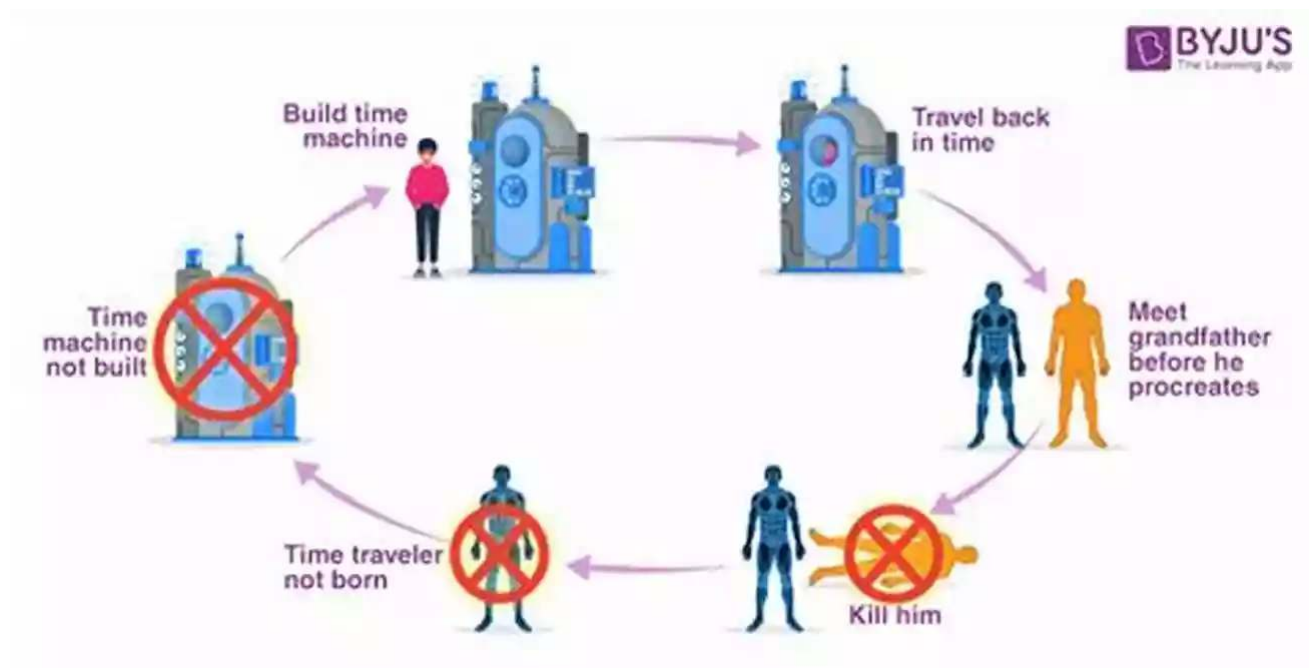 BYJU'S
The Learning App
Build time
machine
Travel back
in time
Meet
grandfather
before he
procreates
Kill him
Time traveler
not born
Time
machine
not built